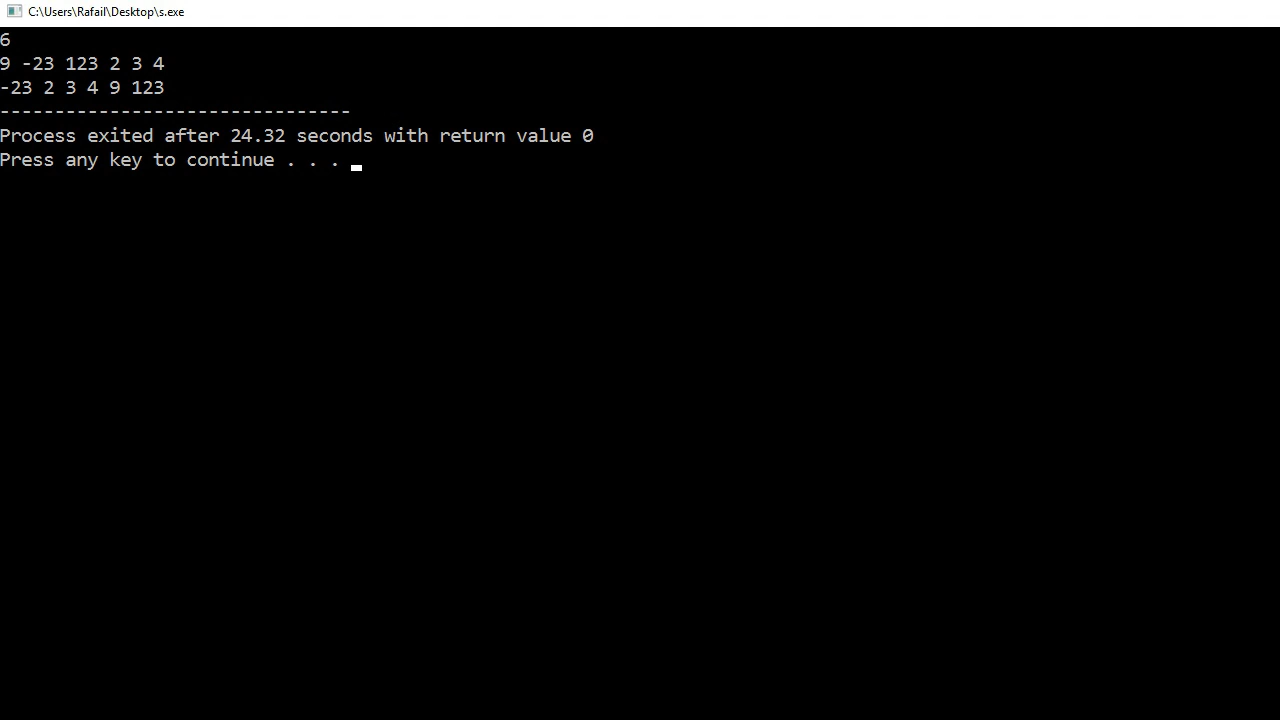 C:\Users\Rafail\Desktop\s.exe
6
9 -23 123 2 3 4
-23 2 3 4 9 123
--------------------------------
Process exited after 24.32 seconds with return value 0
Press any key to continue . . .